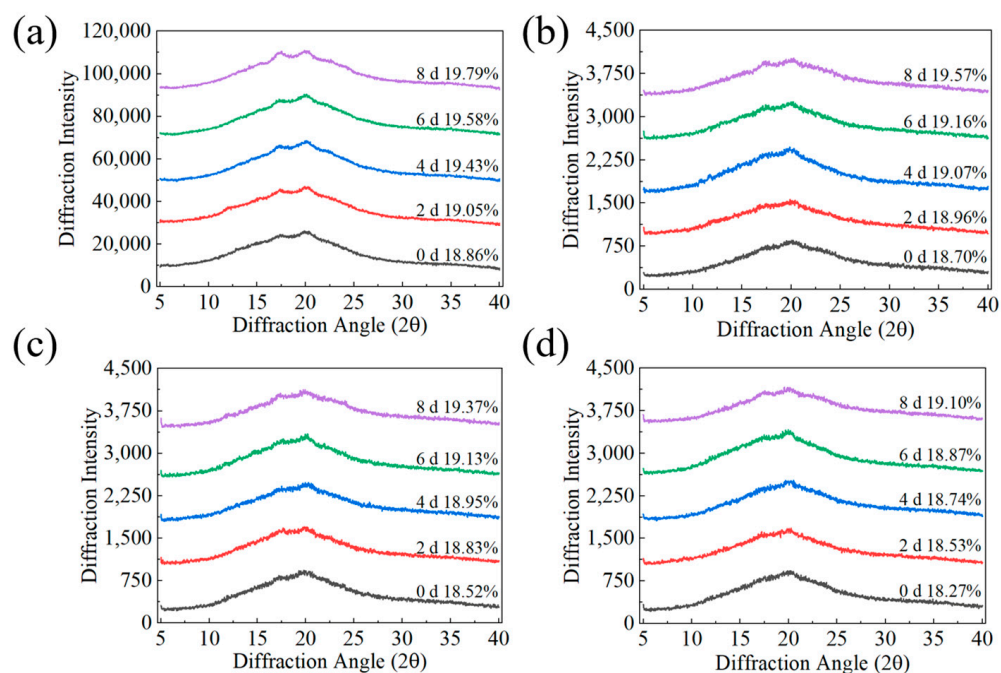 (a)
120,000
100,000
80,000
60,000
40,000
20,000
0
Diffraction Intensity
8 d 19.79%
6 d 19.58%
4 d 19.43%
2 d 19.05%
0 d 18.86%
5 10 15 20 25 30 35 40
Diffraction Angle (2θ)
(b)
4,500
3,750
3,000
2,250
1,500
750
0
Diffraction Intensity
8 d 19.57%
6 d 19.16%
4 d 19.07%
2 d 18.96%
0 d 18.70%
5 10 15 20 25 30 35 40
Diffraction Angle (2θ)
(c)
4,500
3,750
3,000
2,250
1,500
750
0
Diffraction Intensity
8 d 19.37%
6 d 19.13%
4 d 18.95%
2 d 18.83%
0 d 18.52%
5 10 15 20 25 30 35 40
Diffraction Angle (2θ)
(d)
4,500
3,750
3,000
2,250
1,500
750
0
Diffraction Intensity
8 d 19.10%
6 d 18.87%
4 d 18.74%
2 d 18.53%
0 d 18.27%
5 10 15 20 25 30 35 40
Diffraction Angle (2θ)